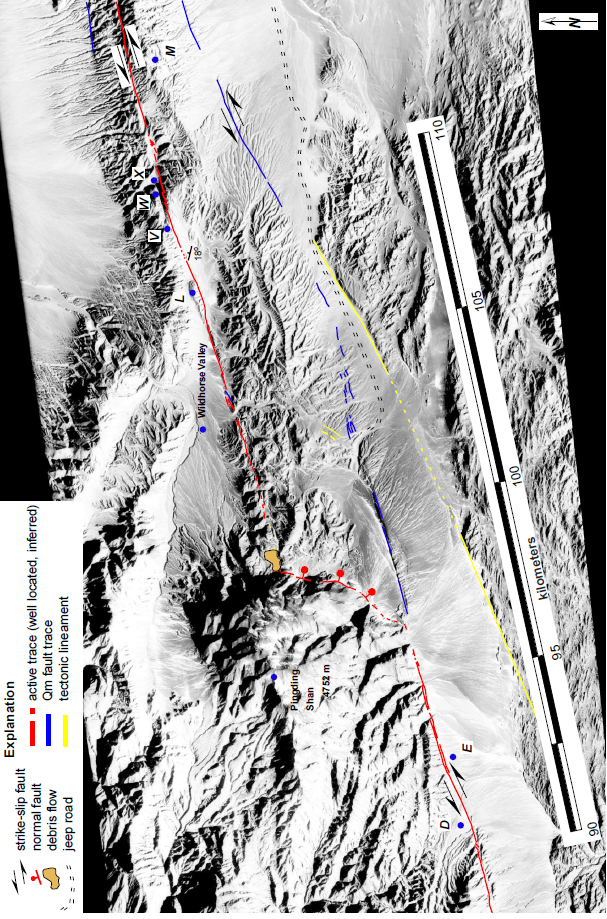 Explanation
strike-slip fault
normal fault
debris flow
jeep road
active trace (well located, inferred)
Qm fault trace
tectonic lineament
N
M
X
W
V
18°
L
Wildhorse Valley
Pingding
Shan
4752 m
E
D
110
105
100
95
90
kilometers